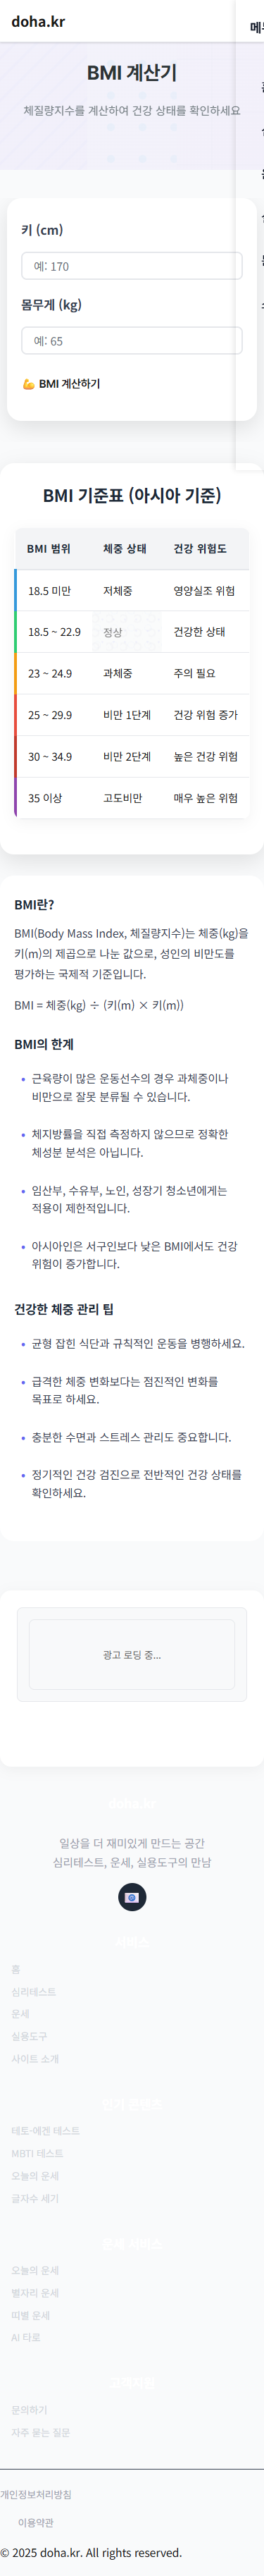 doha.kr
메뉴
BMI 계산기
체질량지수를 계산하여 건강 상태를 확인하세요
키 (cm)
예: 170
몸무게 (kg)
예: 65
💪 BMI 계산하기
BMI 기준표 (아시아 기준)
BMI 범위 체중 상태 건강 위험도
18.5 미만 저체중 영양실조 위험
18.5 ~ 22.9 정상 건강한 상태
23 ~ 24.9 과체중 주의 필요
25 ~ 29.9 비만 1단계 건강 위험 증가
30 ~ 34.9 비만 2단계 높은 건강 위험
35 이상 고도비만 매우 높은 위험
BMI란?
BMI(Body Mass Index, 체질량지수)는 체중(kg)을
키(m)의 제곱으로 나눈 값으로, 성인의 비만도를
평가하는 국제적 기준입니다.
BMI = 체중(kg) ÷ (키(m) × 키(m))
BMI의 한계
• 근육량이 많은 운동선수의 경우 과체중이나
비만으로 잘못 분류될 수 있습니다.
• 체지방률을 직접 측정하지 않으므로 정확한
체성분 분석은 아닙니다.
• 임산부, 수유부, 노인, 성장기 청소년에게는
적용이 제한적입니다.
• 아시아인은 서구인보다 낮은 BMI에서도 건강
위험이 증가합니다.
건강한 체중 관리 팁
• 균형 잡힌 식단과 규칙적인 운동을 병행하세요.
• 급격한 체중 변화보다는 점진적인 변화를
목표로 하세요.
• 충분한 수면과 스트레스 관리도 중요합니다.
• 정기적인 건강 검진으로 전반적인 건강 상태를
확인하세요.
광고 로딩 중...
doha.kr
일상을 더 재미있게 만드는 공간
심리테스트, 운세, 실용도구의 만남
서비스
홈
심리테스트
운세
실용도구
사이트 소개
인기 콘텐츠
테토-에겐 테스트
MBTI 테스트
오늘의 운세
글자수 세기
운세 서비스
오늘의 운세
별자리 운세
띠별 운세
AI 타로
고객지원
문의하기
자주 묻는 질문
개인정보처리방침
이용약관
© 2025 doha.kr. All rights reserved.